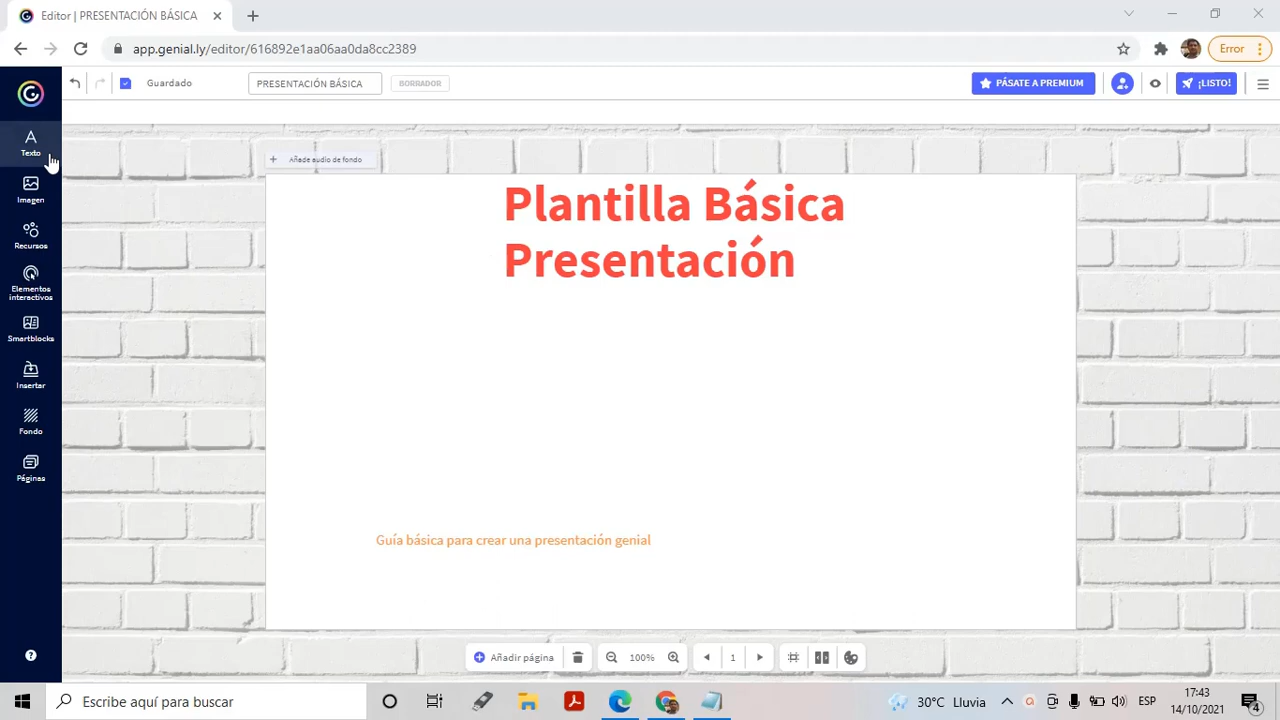 Editor | PRESENTACIÓN BÁSICA
app.genial.ly/editor/616892e1aa06aa0da8cc2389
Error
Guardado
PRESENTACIÓN BÁSICA
BORRADOR
PÁSATE A PREMIUM
¡LISTO!
Texto
Imagen
Recursos
Elementos
interactivos
Smartblocks
Insertar
Fondo
Páginas
Añade audio de fondo
Plantilla Básica
Presentación
Guía básica para crear una presentación genial
Añadir página
100%
1
Escribe aquí para buscar
30°C Lluvia
ESP
17:43
14/10/2021
4